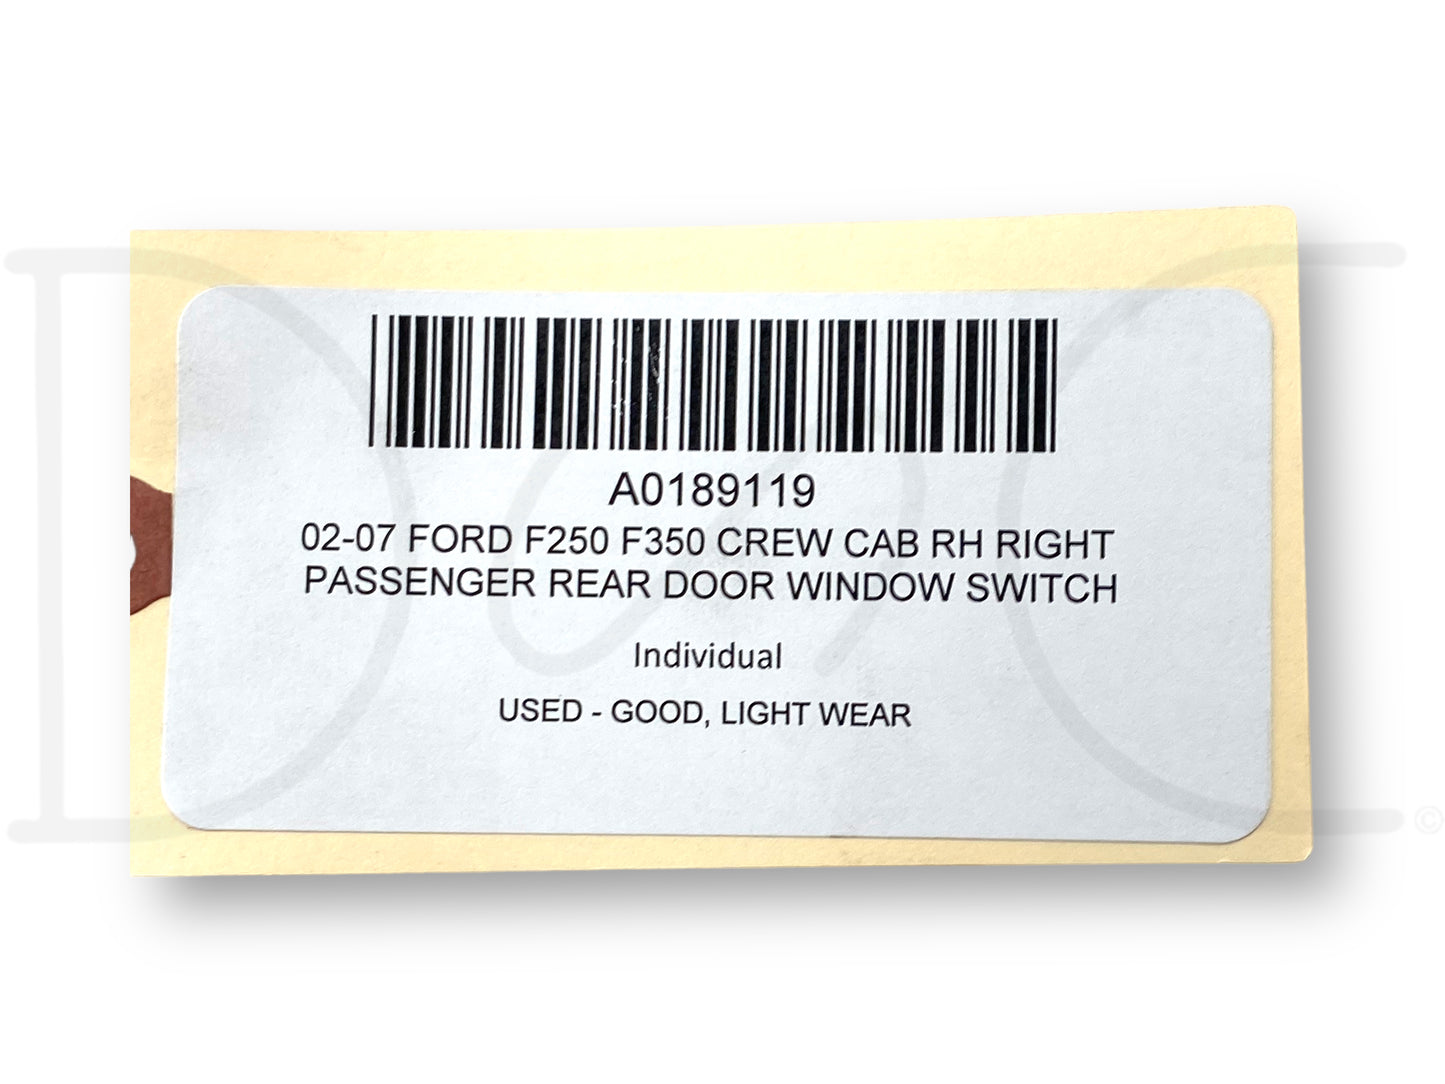 A0189119
02-07 FORD F250 F350 CREW CAB RH RIGHT
PASSENGER REAR DOOR WINDOW SWITCH
Individual
USED - GOOD, LIGHT WEAR
©